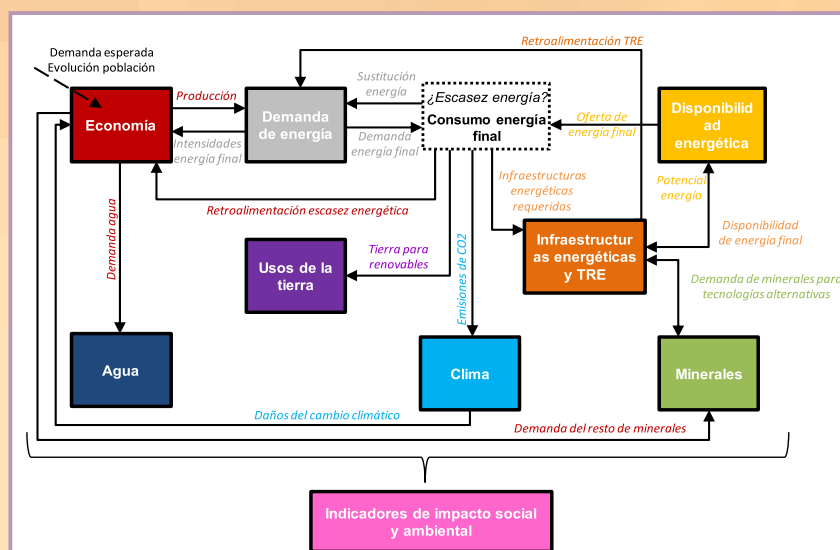 Demanda esperada
Evolución población
Retroalimentación TRE
Economía
Producción
Intensidades
energía final
Demanda
de energía
Sustitución
energía
Demanda
energía final
¿Escasez energía?
Consumo energía
final
Oferta de
energía final
Disponibilid
ad
energética
Retroalimentación escasez energética
Infraestructuras
energéticas
requeridas
Potencial
energía
Disponibilidad
de energía final
Demanda agua
Usos de la
tierra
Tierra para
renovables
Emisiones de CO2
Infraestructur
as energéticas
y TRE
Demanda de minerales para
tecnologías alternativas
Agua
Clima
Minerales
Daños del cambio climático
Demanda del resto de minerales
Indicadores de impacto social
y ambiental